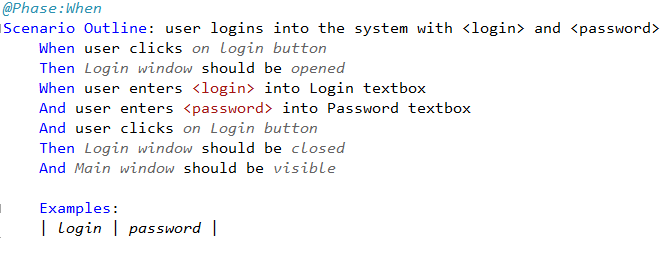 @Phase:When
Scenario Outline: user logins into the system with <login> and <password>
When user clicks on login button
Then Login window should be opened
When user enters <login> into Login textbox
And user enters <password> into Password textbox
And user clicks on Login button
Then Login window should be closed
And Main window should be visible
Examples:
| login | password |